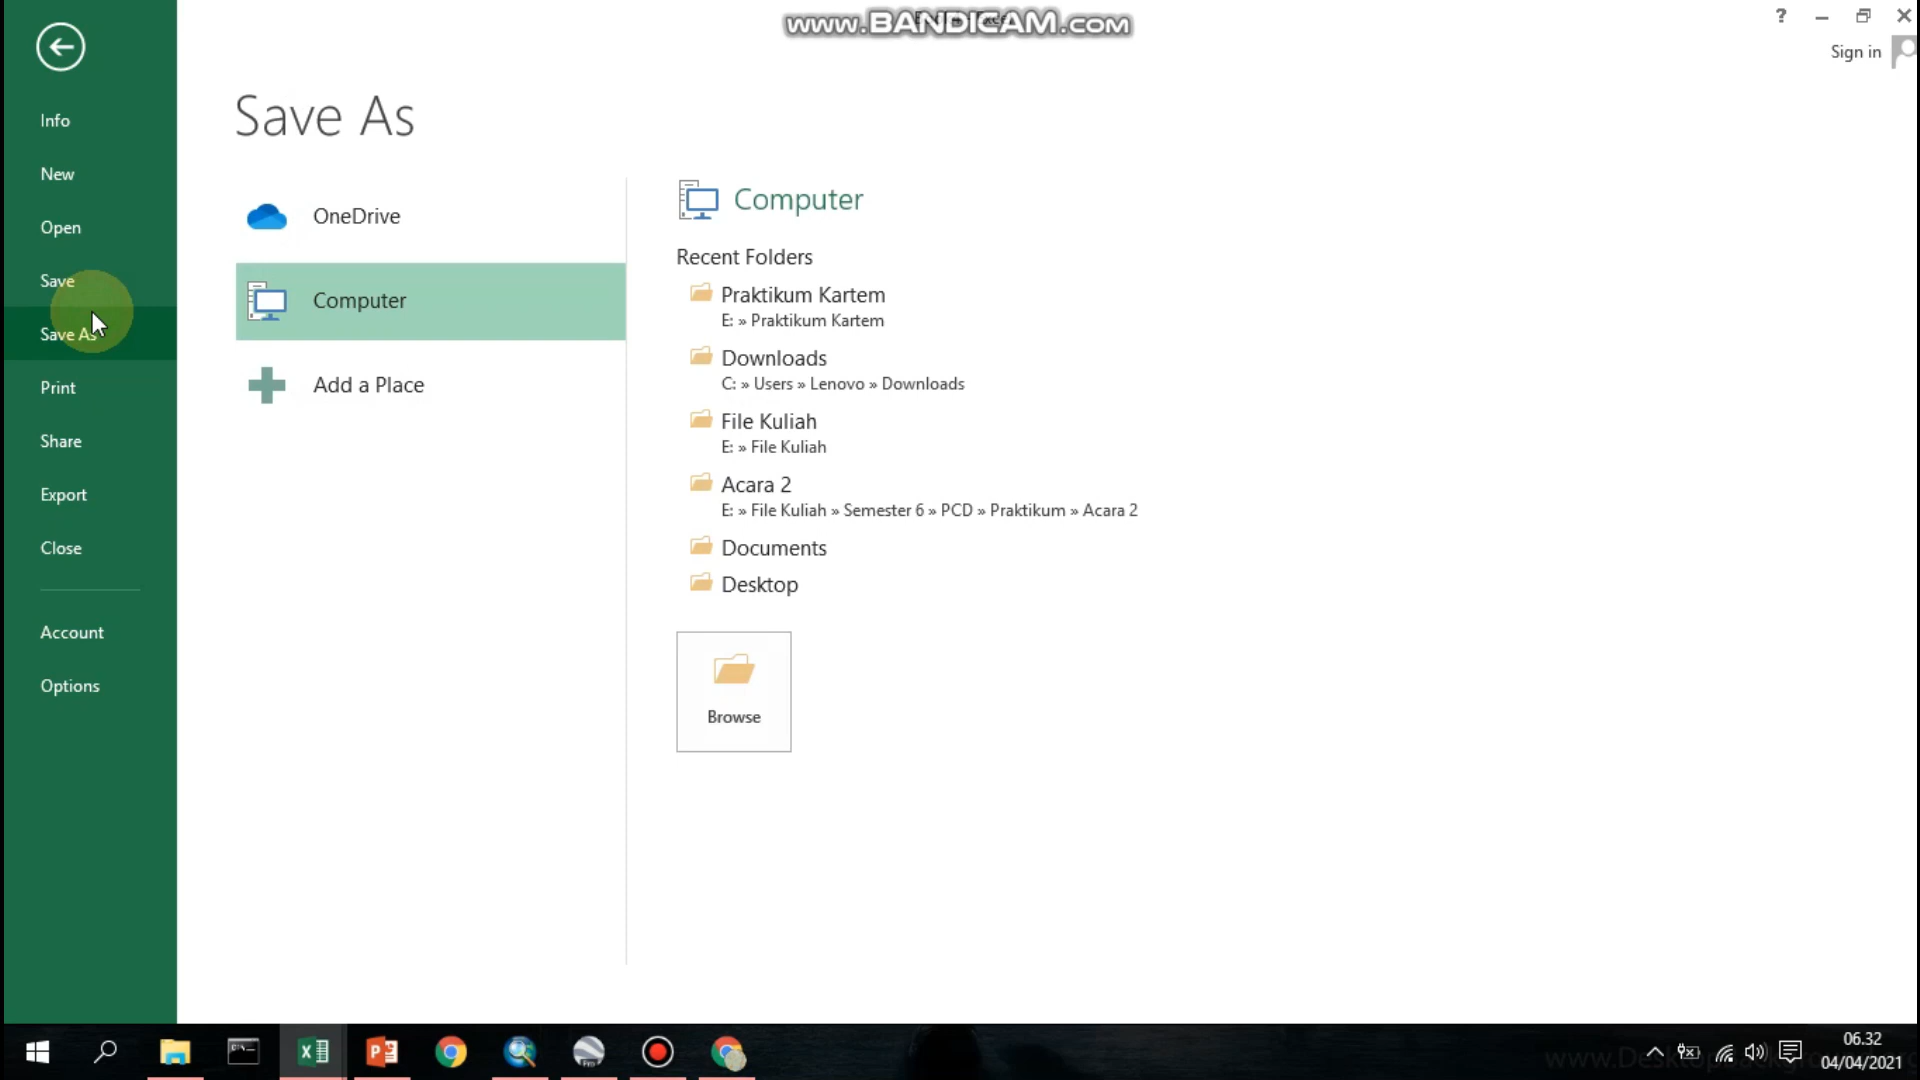 www.BANDICAM.com
?
Sign in
Info
New
Open
Save
Save As
Print
Share
Export
Close
Account
Options
Save As
OneDrive
Computer
Add a Place
Computer
Recent Folders
Praktikum Kartem
E: » Praktikum Kartem
Downloads
C: » Users » Lenovo » Downloads
File Kuliah
E: » File Kuliah
Acara 2
E: » File Kuliah » Semester 6 » PCD » Praktikum » Acara 2
Documents
Desktop
Browse
06.32
04/04/2021